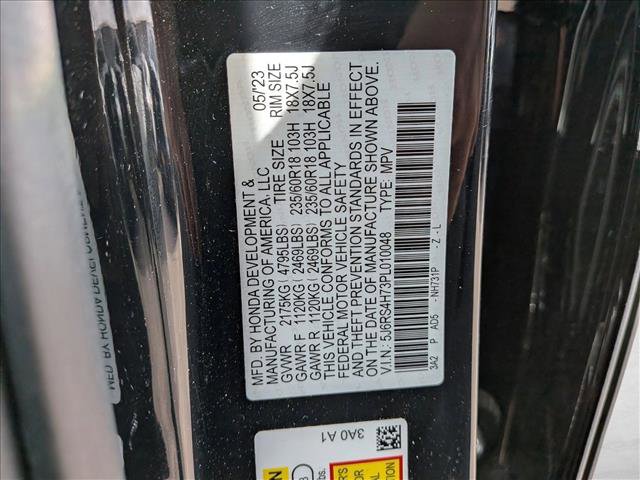 MFD. BY HONDA DEVELOPMENT &
MANUFACTURING OF AMERICA, LLC 05/23
GVWR 2175KG ( 4795LBS) TIRE SIZE RIM SIZE
GAWR F 1120KG ( 2469LBS) 235/60R18 103H 18X7.5J
GAWR R 1120KG ( 2469LBS) 235/60R18 103H 18X7.5J
THIS VEHICLE CONFORMS TO ALL APPLICABLE
FEDERAL MOTOR VEHICLE SAFETY
AND THEFT PREVENTION STANDARDS IN EFFECT
ON THE DATE OF MANUFACTURE SHOWN ABOVE.
V.I.N.: 5J6RS4H73PL010048 TYPE: MPV
3A2 P AD5 -NH731P -Z-L
3A0 A1